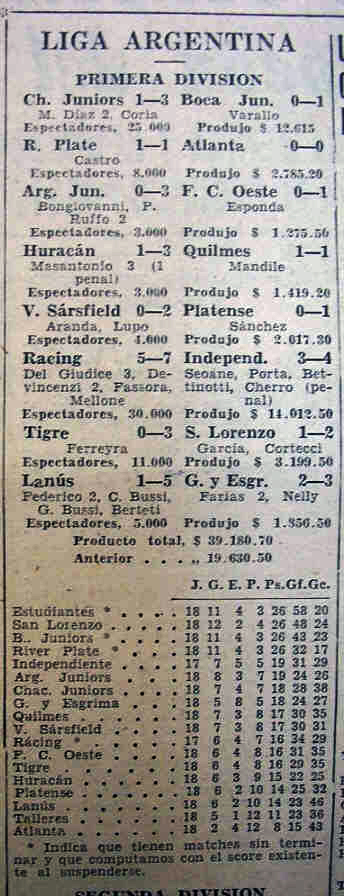 LIGA ARGENTINA
PRIMERA DIVISION
Ch. Juniors 1—3 Boca Jun. 0—1
M. Díaz 2, Coria Varallo
Espectadores, 25.000 Produjo $ 12.615
R. Plate 1—1 Atlanta 0—0
Castro
Espectadores, 8.000 Produjo $ 2.785.20
Arg. Jun. 0—3 F. C. Oeste 0—1
Bongiovanni, P. Esponda
Ruffo 2
Espectadores, 3.000 Produjo $ 1.275.50
Huracán 1—3 Quilmes 1—1
Masantonio 3 (1 Mandile
penal)
Espectadores, 3.000 Produjo $ 1.419.20
V. Sársfield 0—2 Platense 0—1
Aranda, Lupo Sánchez
Espectadores, 4.000 Produjo $ 2.017.30
Racing 5—7 Independ. 3—4
Del Giudice 3, De- Seoane, Porta, Bet-
vincenzi 2, Fassora, tinotti, Cherro (pe-
Mellone nal)
Espectadores, 30.000 Produjo $ 14.012.50
Tigre 0—3 S. Lorenzo 1—2
Ferreyra García, Cortecci
Espectadores, 11.000 Produjo $ 3.199.50
Lanús 1—5 G. y Esgr. 2—3
Federico 2, C. Bussi, Farías 2, Nelly
G. Bussi, Berteti
Espectadores, 5.000 Produjo $ 1.856.50
Producto total, $ 39.180.70
Anterior . . . „ 19.630.50
J. G. E. P. Ps. Gf. Gc.
Estudiantes * . . . . 18 11 4 3 26 58 20
San Lorenzo . . . . . 18 12 2 4 26 48 24
B.. Juniors * . . . . 18 11 4 3 26 43 23
River Plate * . . . . 18 11 4 3 26 32 17
Independiente . . . . 17 7 5 5 19 31 29
Arg. Juniors . . . . 18 8 3 7 19 24 26
Chac. Juniors . . . . 18 7 4 7 18 28 38
G. y Esgrima . . . . 18 5 8 5 18 24 27
Quilmes . . . . . . 18 7 3 8 17 30 35
V. Sársfield . . . . 18 7 3 8 17 30 31
Rácing * . . . . . 17 6 4 7 16 34 29
F. C. Oeste . . . . 18 6 4 8 16 31 35
Tigre . . . . . . 18 6 4 8 16 29 35
Huracán . . . . . 18 6 3 9 15 22 25
Platense . . . . . 18 6 2 10 14 25 32
Lanús . . . . . . 18 6 2 10 14 23 46
Talleres . . . . . 18 5 1 12 11 23 36
Atlanta . . . . . 18 2 4 12 8 15 43
* Indica que tienen matches sin termi-
nar y que computamos con el score existen-
te al suspenderse.
SEGUNDA DIVISION